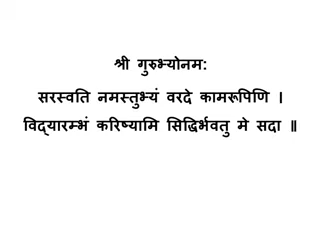 श्री गुरुभ्योनम:
सरस्वति नमस्तुभ्यं वरदे कामरूपिणि ।
विद्यारम्भं करिष्यामि सिद्धिर्भवतु मे सदा ॥